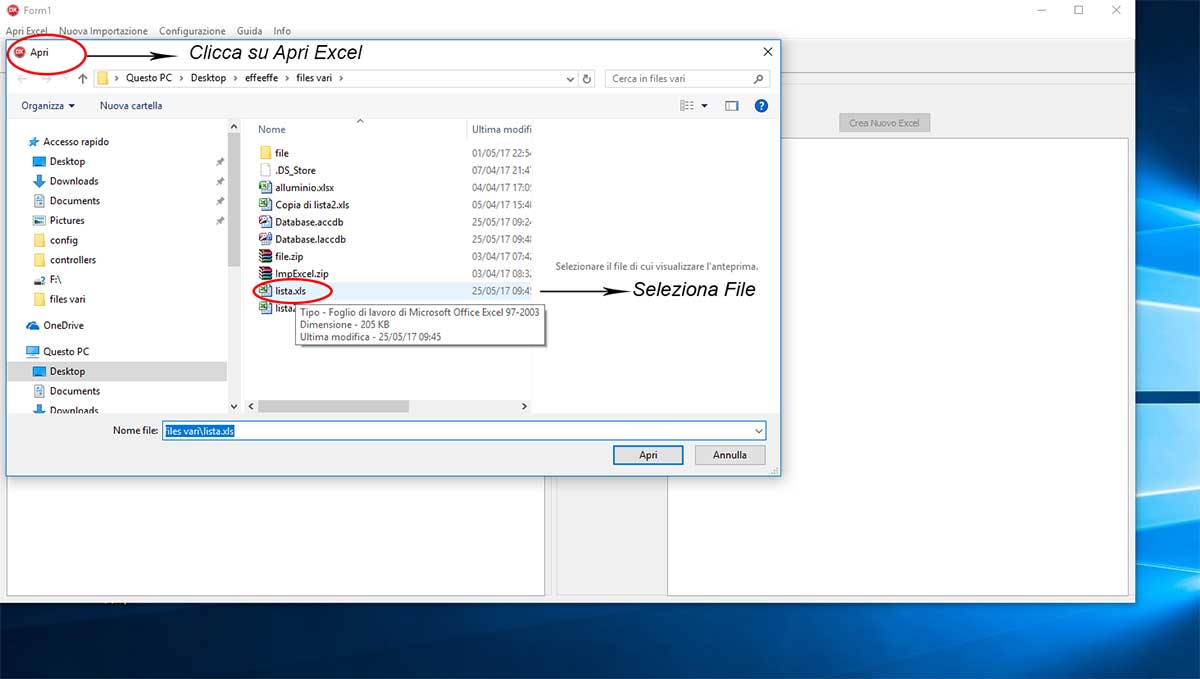 Form1
Apri Excel Nuova Importazione Configurazione Guida Info
Apri
Clicca su Apri Excel
Questo PC > Desktop > effeeffe > files vari >
Cerca in files vari
Organizza
Nuova cartella
Crea Nuovo Excel
Accesso rapido
Desktop
Downloads
Documents
Pictures
config
controllers
F:\
files vari
OneDrive
Questo PC
Desktop
Documents
Downloads
Nome Ultima modifi
file 01/05/17 22:54
.DS_Store 07/04/17 21:4
alluminio.xlsx 04/04/17 17:0
Copia di lista2.xls 05/04/17 15:4
Database.accdb 25/05/17 09:24
Database.laccdb 25/05/17 09:4
file.zip 03/04/17 07:4
ImpExcel.zip 03/04/17 08:3
lista.xls 25/05/17 09:45
lista
Tipo - Foglio di lavoro di Microsoft Office Excel 97-2003
Dimensione - 205 KB
Ultima modifica - 25/05/17 09:45
Selezionare il file di cui visualizzare l'anteprima.
Seleziona File
Nome file: files vari\lista.xls
Apri
Annulla